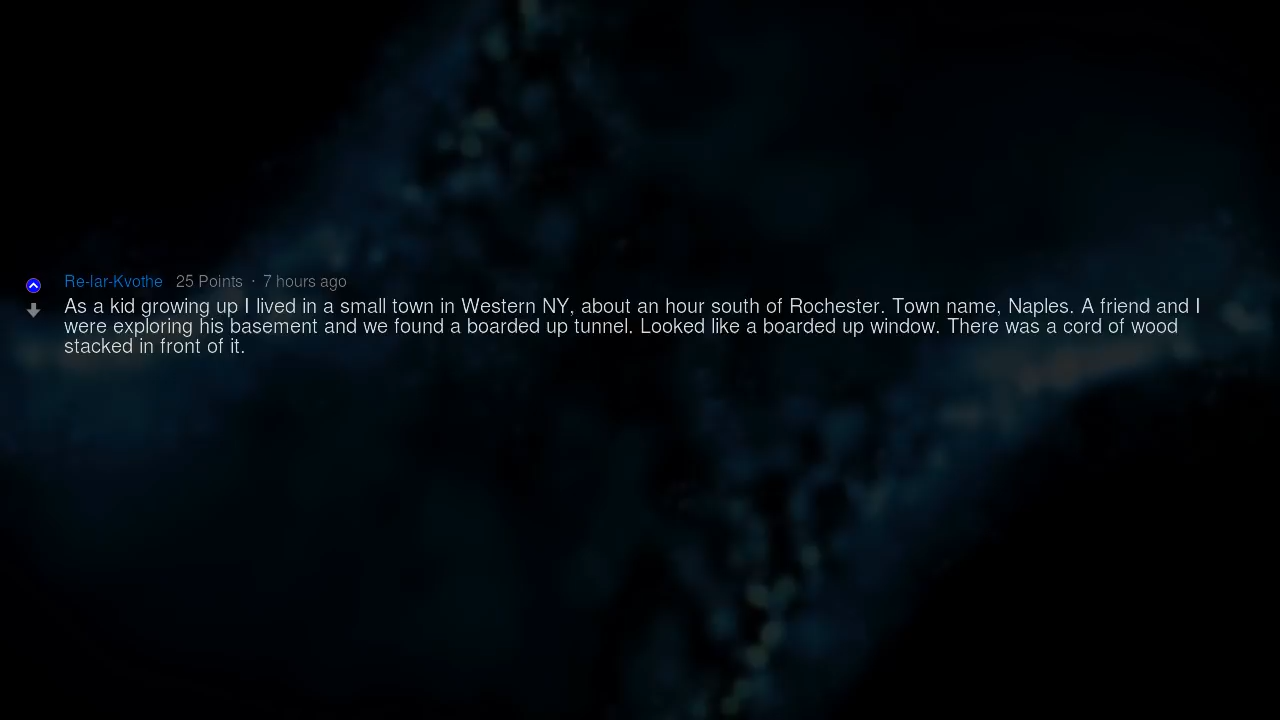 Re-lar-Kvothe 25 Points · 7 hours ago
As a kid growing up I lived in a small town in Western NY, about an hour south of Rochester. Town name, Naples. A friend and I
were exploring his basement and we found a boarded up tunnel. Looked like a boarded up window. There was a cord of wood
stacked in front of it.